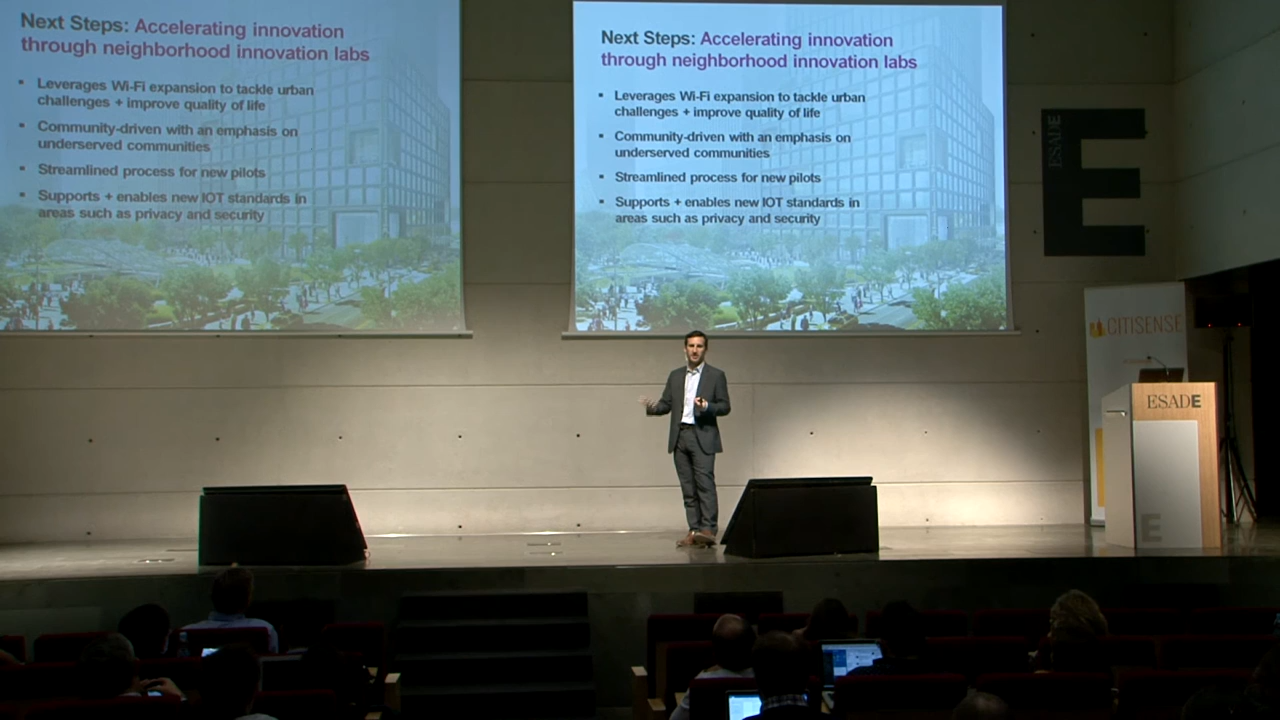 Next Steps: Accelerating innovation
through neighborhood innovation labs
▪ Leverages Wi-Fi expansion to tackle urban
challenges + improve quality of life
▪ Community-driven with an emphasis on
underserved communities
▪ Streamlined process for new pilots
▪ Supports + enables new IOT standards in
areas such as privacy and security
Next Steps: Accelerating innovation
through neighborhood innovation labs
▪ Leverages Wi-Fi expansion to tackle urban
challenges + improve quality of life
▪ Community-driven with an emphasis on
underserved communities
▪ Streamlined process for new pilots
▪ Supports + enables new IOT standards in
areas such as privacy and security
ESADE
E
CITISENSE
ESADE
E